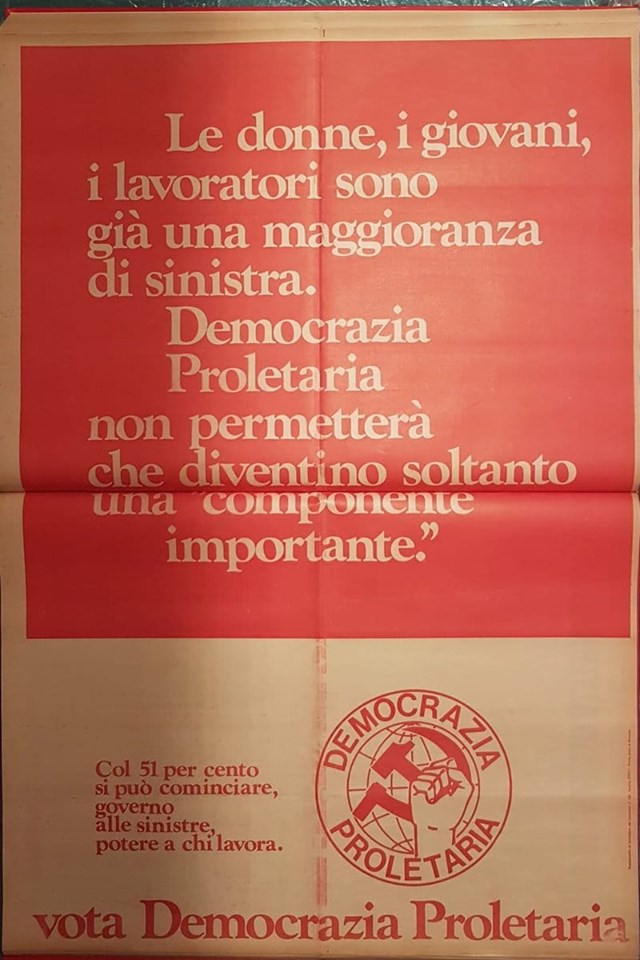 Le donne, i giovani,
i lavoratori sono
già una maggioranza
di sinistra.
Democrazia
Proletaria
non permetterà
che diventino soltanto
una "componente
importante."
DEMOCRAZIA
PROLETARIA
Col 51 per cento
si può cominciare,
governo
alle sinistre,
potere a chi lavora.
vota Democrazia Proletaria